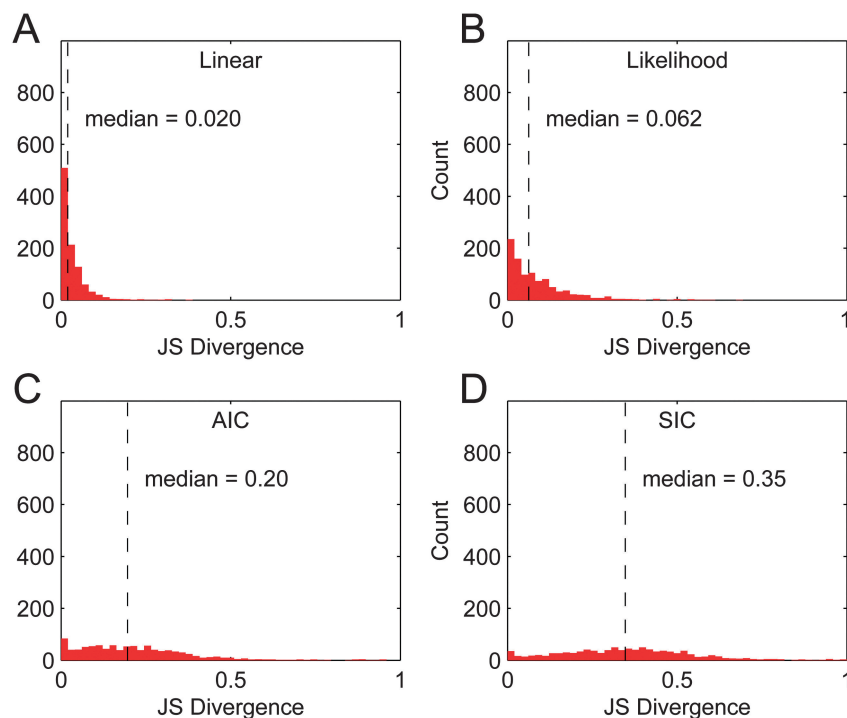 A
Linear
median = 0.020
800
600
400
200
0
0
0.5
1
JS Divergence
B
Likelihood
median = 0.062
Count
800
600
400
200
0
0
0.5
1
JS Divergence
C
AIC
median = 0.20
800
600
400
200
0
0
0.5
1
JS Divergence
D
SIC
median = 0.35
Count
800
600
400
200
0
0
0.5
1
JS Divergence